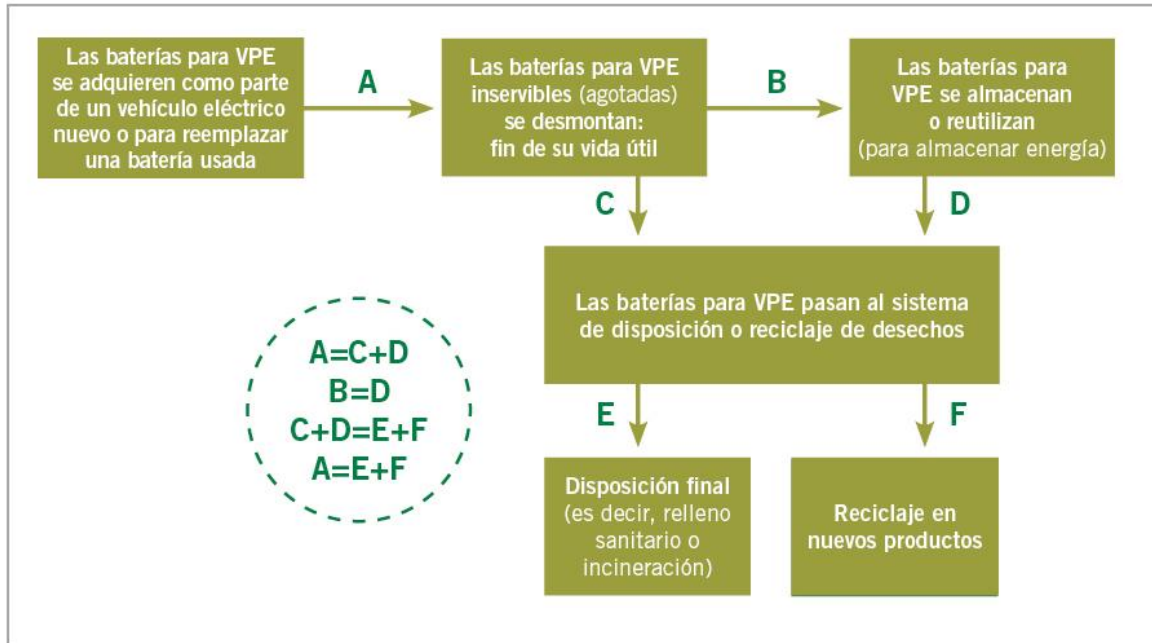 Las baterías para VPE
se adquieren como parte
de un vehículo eléctrico
nuevo o para reemplazar
una batería usada
A
Las baterías para VPE
inservibles (agotadas)
se desmontan:
fin de su vida útil
B
Las baterías para
VPE se almacenan
o reutilizan
(para almacenar energía)
C
D
Las baterías para VPE pasan al sistema
de disposición o reciclaje de desechos
A=C+D
B=D
C+D=E+F
A=E+F
E
F
Disposición final
(es decir, relleno
sanitario o
incineración)
Reciclaje en
nuevos productos